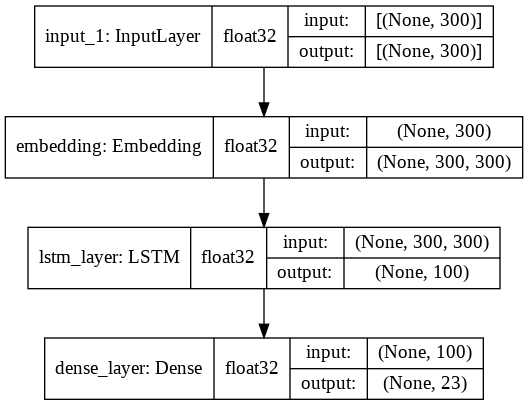 input_1: InputLayer float32 input: [(None, 300)]
output: [(None, 300)]
embedding: Embedding float32 input: (None, 300)
output: (None, 300, 300)
lstm_layer: LSTM float32 input: (None, 300, 300)
output: (None, 100)
dense_layer: Dense float32 input: (None, 100)
output: (None, 23)